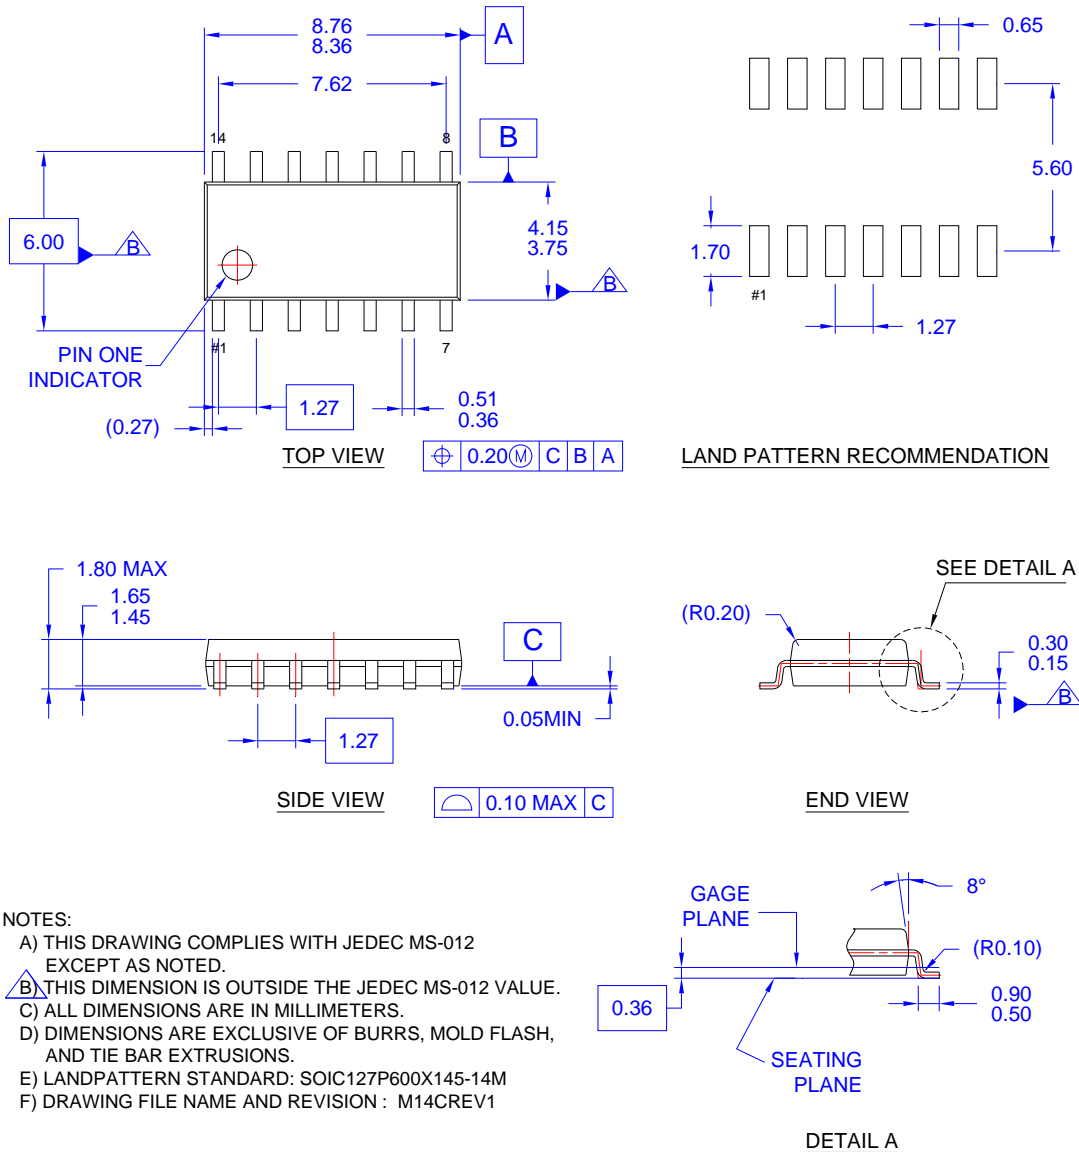 8.76
8.36
A
7.62
14
8
B
6.00
B
4.15
3.75
B
#1
7
PIN ONE
INDICATOR
1.27
0.51
0.36
(0.27)
TOP VIEW
0.20 Ⓜ C B A
0.65
5.60
1.70
#1
1.27
LAND PATTERN RECOMMENDATION
1.80 MAX
1.65
1.45
C
0.05MIN
1.27
SIDE VIEW
0.10 MAX C
SEE DETAIL A
(R0.20)
0.30
0.15
B
END VIEW
NOTES:
A) THIS DRAWING COMPLIES WITH JEDEC MS-012
EXCEPT AS NOTED.
B) THIS DIMENSION IS OUTSIDE THE JEDEC MS-012 VALUE.
C) ALL DIMENSIONS ARE IN MILLIMETERS.
D) DIMENSIONS ARE EXCLUSIVE OF BURRS, MOLD FLASH,
AND TIE BAR EXTRUSIONS.
E) LANDPATTERN STANDARD: SOIC127P600X145-14M
F) DRAWING FILE NAME AND REVISION : M14CREV1
8°
GAGE
PLANE
(R0.10)
0.36
0.90
0.50
SEATING
PLANE
DETAIL A